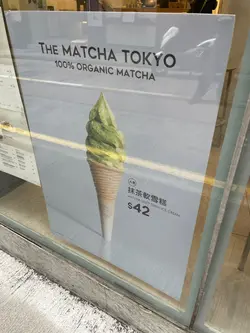 THE MATCHA TOKYO
100% ORGANIC MATCHA
抹茶軟雪糕
$42